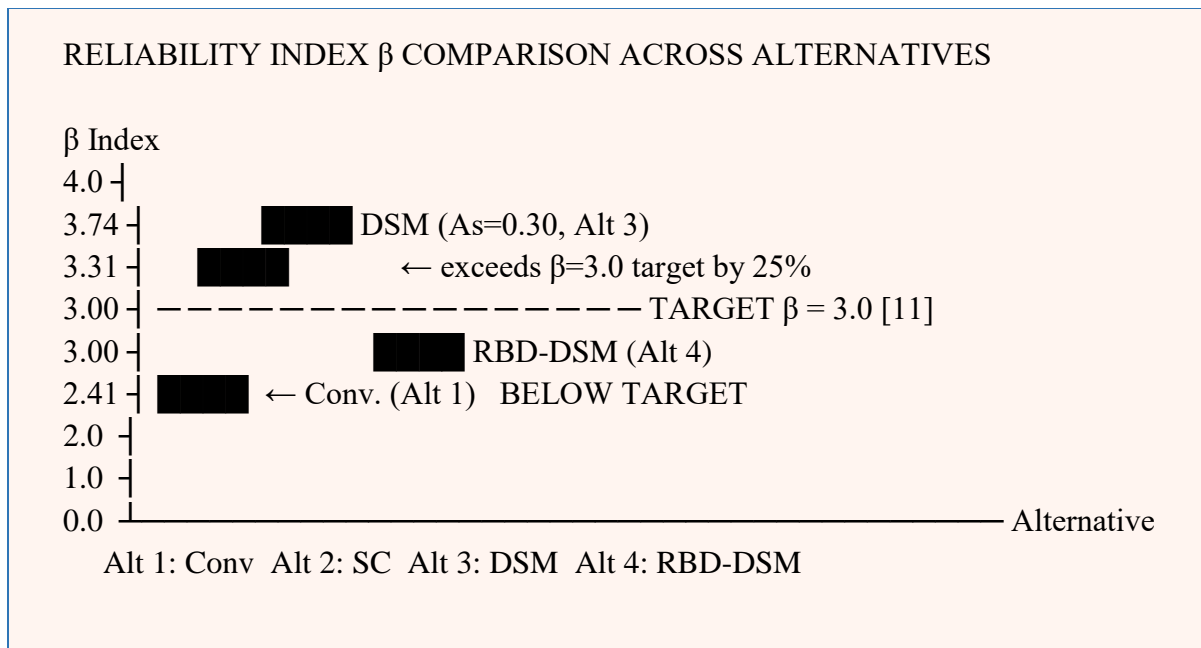 RELIABILITY INDEX β COMPARISON ACROSS ALTERNATIVES
β Index
4.0 ┤
3.74 ┤ ████ DSM (As=0.30, Alt 3)
3.31 ┤ ████ ← exceeds β=3.0 target by 25%
3.00 ┤ ─ ─ ─ ─ ─ ─ ─ ─ ─ ─ ─ ─ ─ ─ ─ ─ TARGET β = 3.0 [11]
3.00 ┤ ████ RBD-DSM (Alt 4)
2.41 ┤ ████ ← Conv. (Alt 1) BELOW TARGET
2.0 ┤
1.0 ┤
0.0 ┴────────────────────── Alternative
Alt 1: Conv Alt 2: SC Alt 3: DSM Alt 4: RBD-DSM